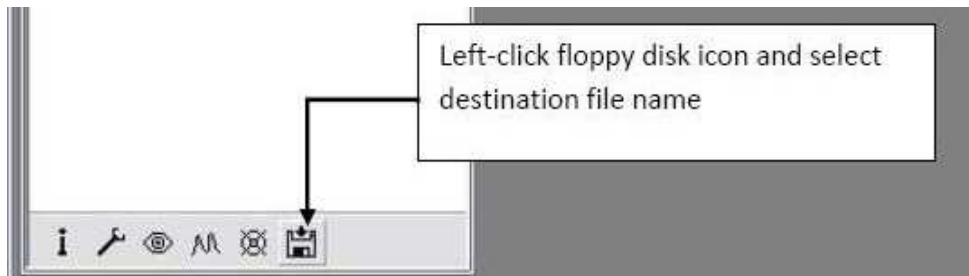 Left-click floppy disk icon and select
destination file name